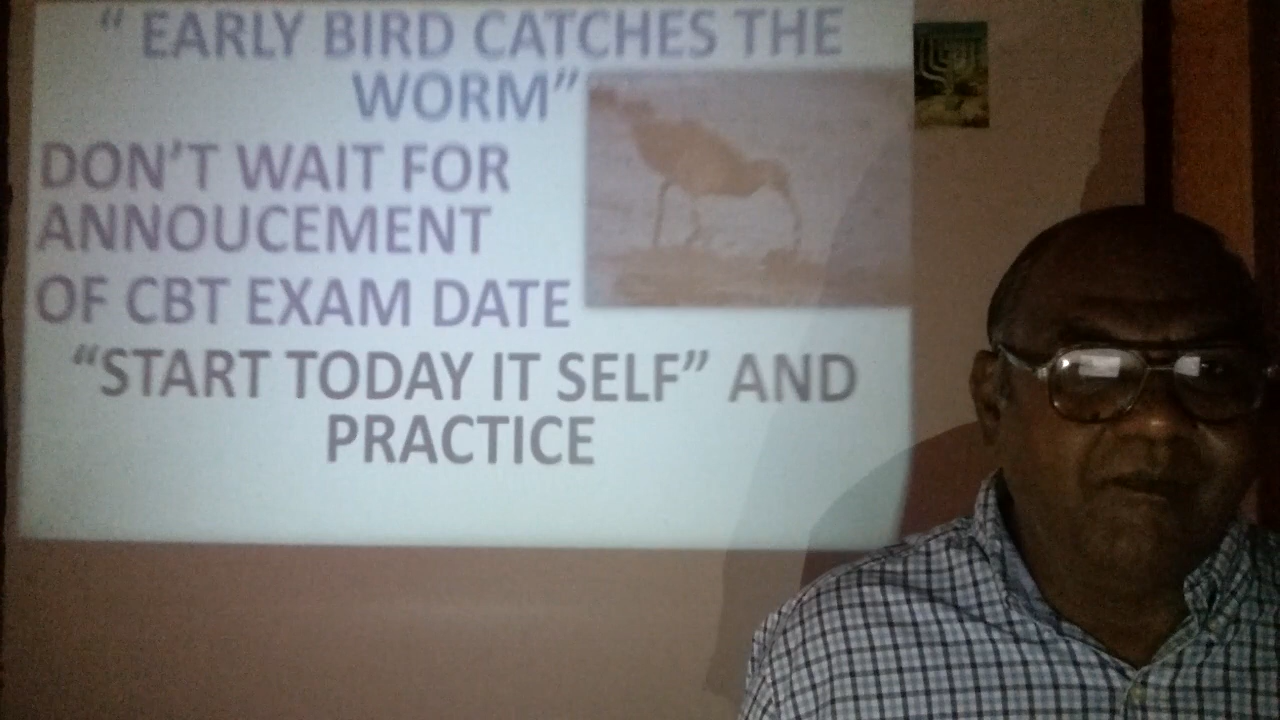 “ EARLY BIRD CATCHES THE
WORM”
DON’T WAIT FOR
ANNOUCEMENT
OF CBT EXAM DATE
“START TODAY IT SELF” AND
PRACTICE